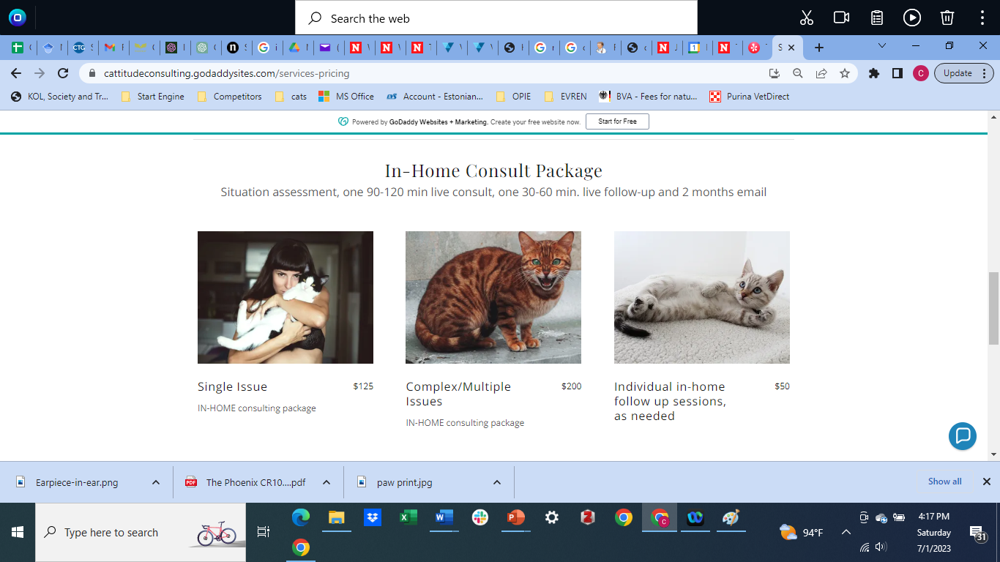 Search the web
cattitudeconsulting.godaddysites.com/services-pricing
Update
KOL, Society and Tr...
Start Engine
Competitors
cats
MS Office
Account - Estonian...
OPIE
EVREN
BVA - Fees for natu...
Purina VetDirect
Powered by GoDaddy Websites + Marketing. Create your free website now.
Start for Free
In-Home Consult Package
Situation assessment, one 90-120 min live consult, one 30-60 min. live follow-up and 2 months email
Single Issue
$125
IN-HOME consulting package
Complex/Multiple
Issues
$200
IN-HOME consulting package
Individual in-home
follow up sessions,
as needed
$50
Earpiece-in-ear.png
The Phoenix CR10....pdf
paw print.jpg
Show all
Type here to search
94°F
4:17 PM
Saturday
7/1/2023
31